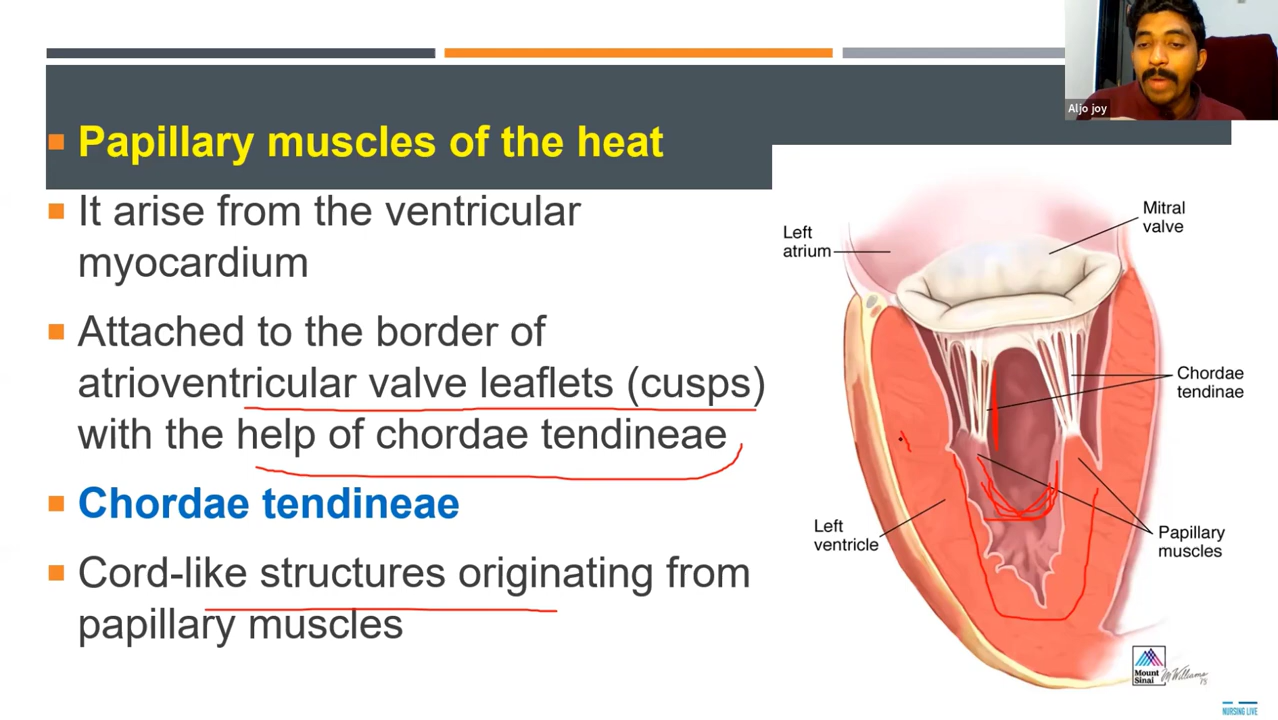 Aljo joy
Papillary muscles of the heat
It arise from the ventricular
myocardium
Attached to the border of
atrioventricular valve leaflets (cusps)
with the help of chordae tendineae
Chordae tendineae
Cord-like structures originating from
papillary muscles
Mitral
valve
Left
atrium
Chordae
tendinae
Left
ventricle
Papillary
muscles
Mount
Sinai
NURSING LIVE